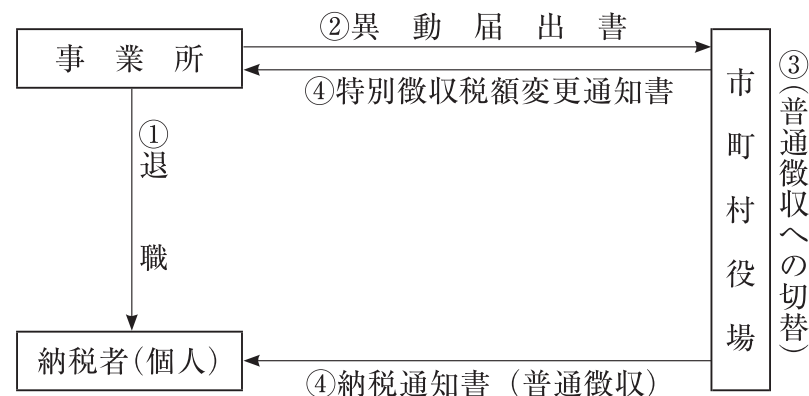 ②異動届出書
事業所
④特別徴収税額変更通知書
①退職
市町村役場
③(普通徴収への切替)
納税者(個人)
④納税通知書(普通徴収)